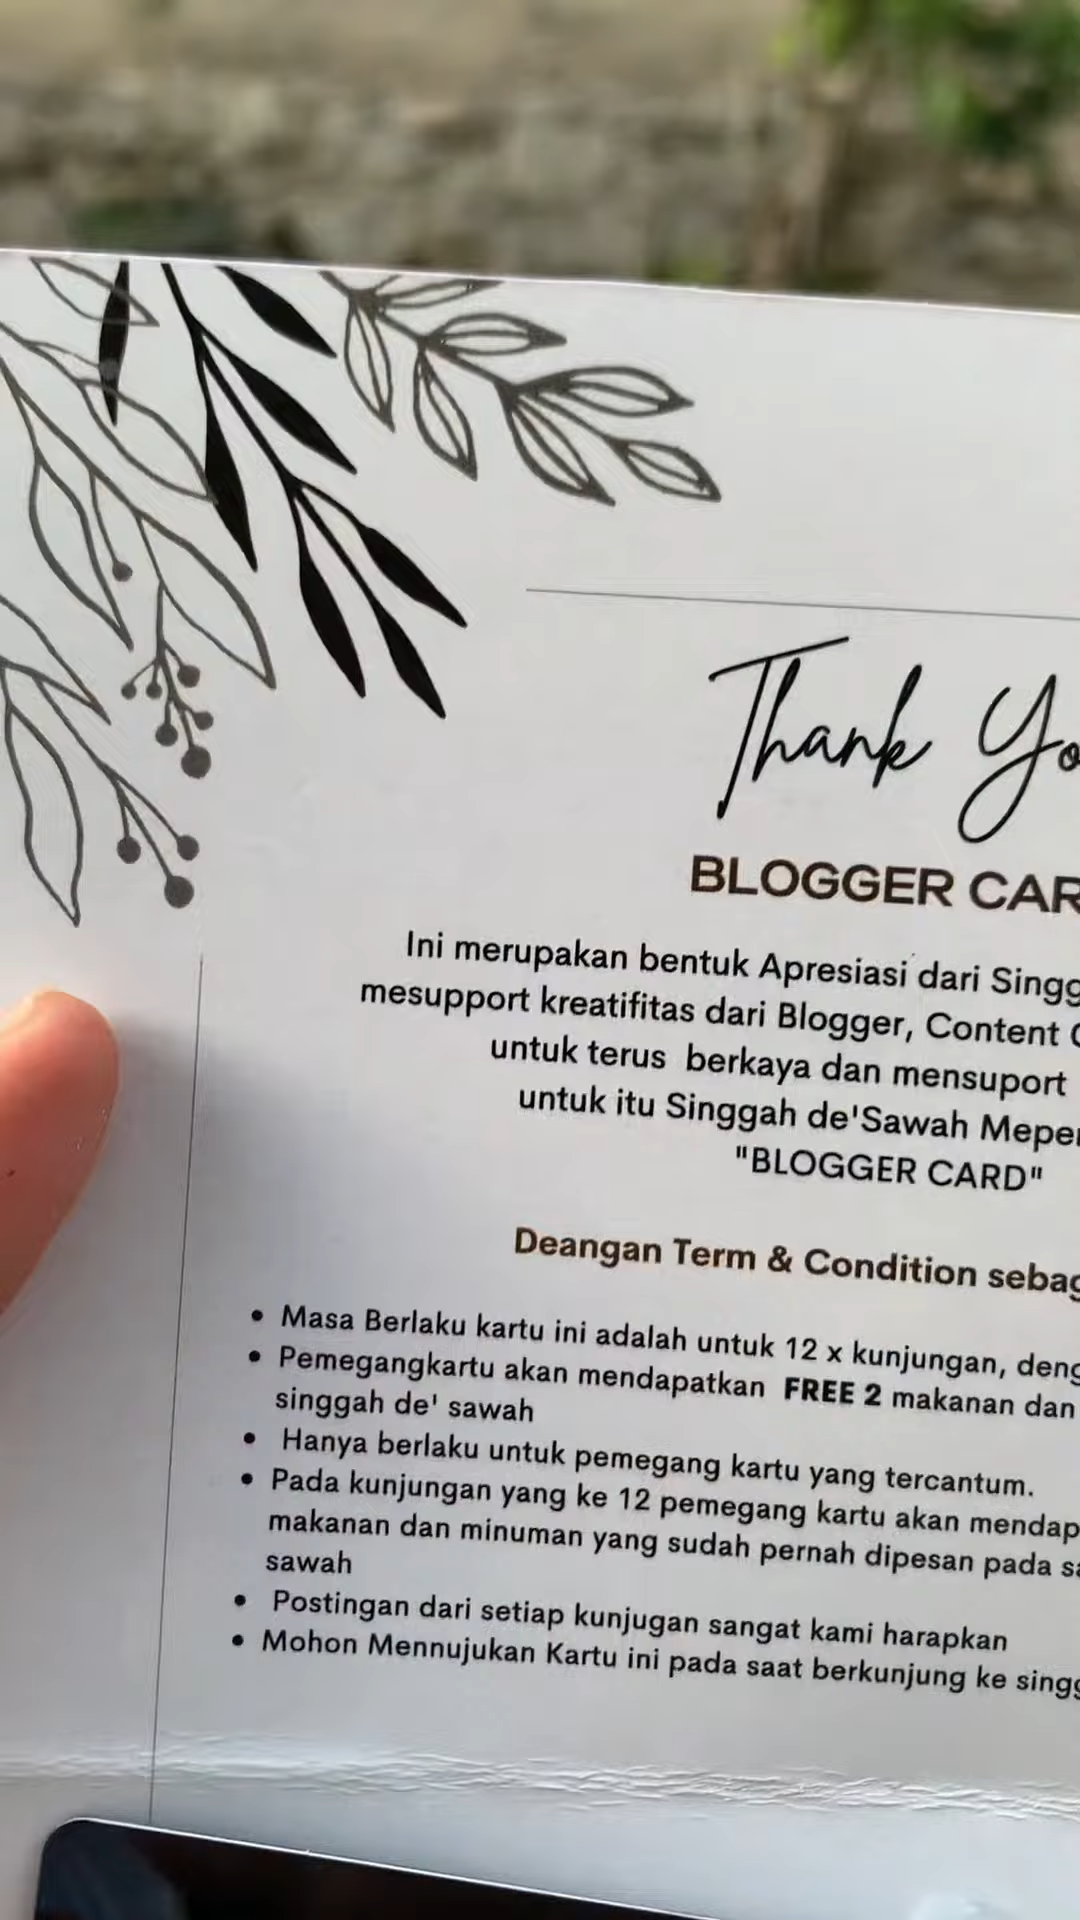 Thank Yo
BLOGGER CAR
Ini merupakan bentuk Apresiasi dari Singg
mesupport kreatifitas dari Blogger, Content
untuk terus berkaya dan mensuport
untuk itu Singgah de'Sawah Meper
"BLOGGER CARD"
Deangan Term & Condition sebag
• Masa Berlaku kartu ini adalah untuk 12 x kunjungan, deng
• Pemegangkartu akan mendapatkan FREE 2 makanan dan
singgah de' sawah
• Hanya berlaku untuk pemegang kartu yang tercantum.
• Pada kunjungan yang ke 12 pemegang kartu akan mendap
makanan dan minuman yang sudah pernah dipesan pada sa
sawah
• Postingan dari setiap kunjugan sangat kami harapkan
• Mohon Mennujukan Kartu ini pada saat berkunjung ke singg